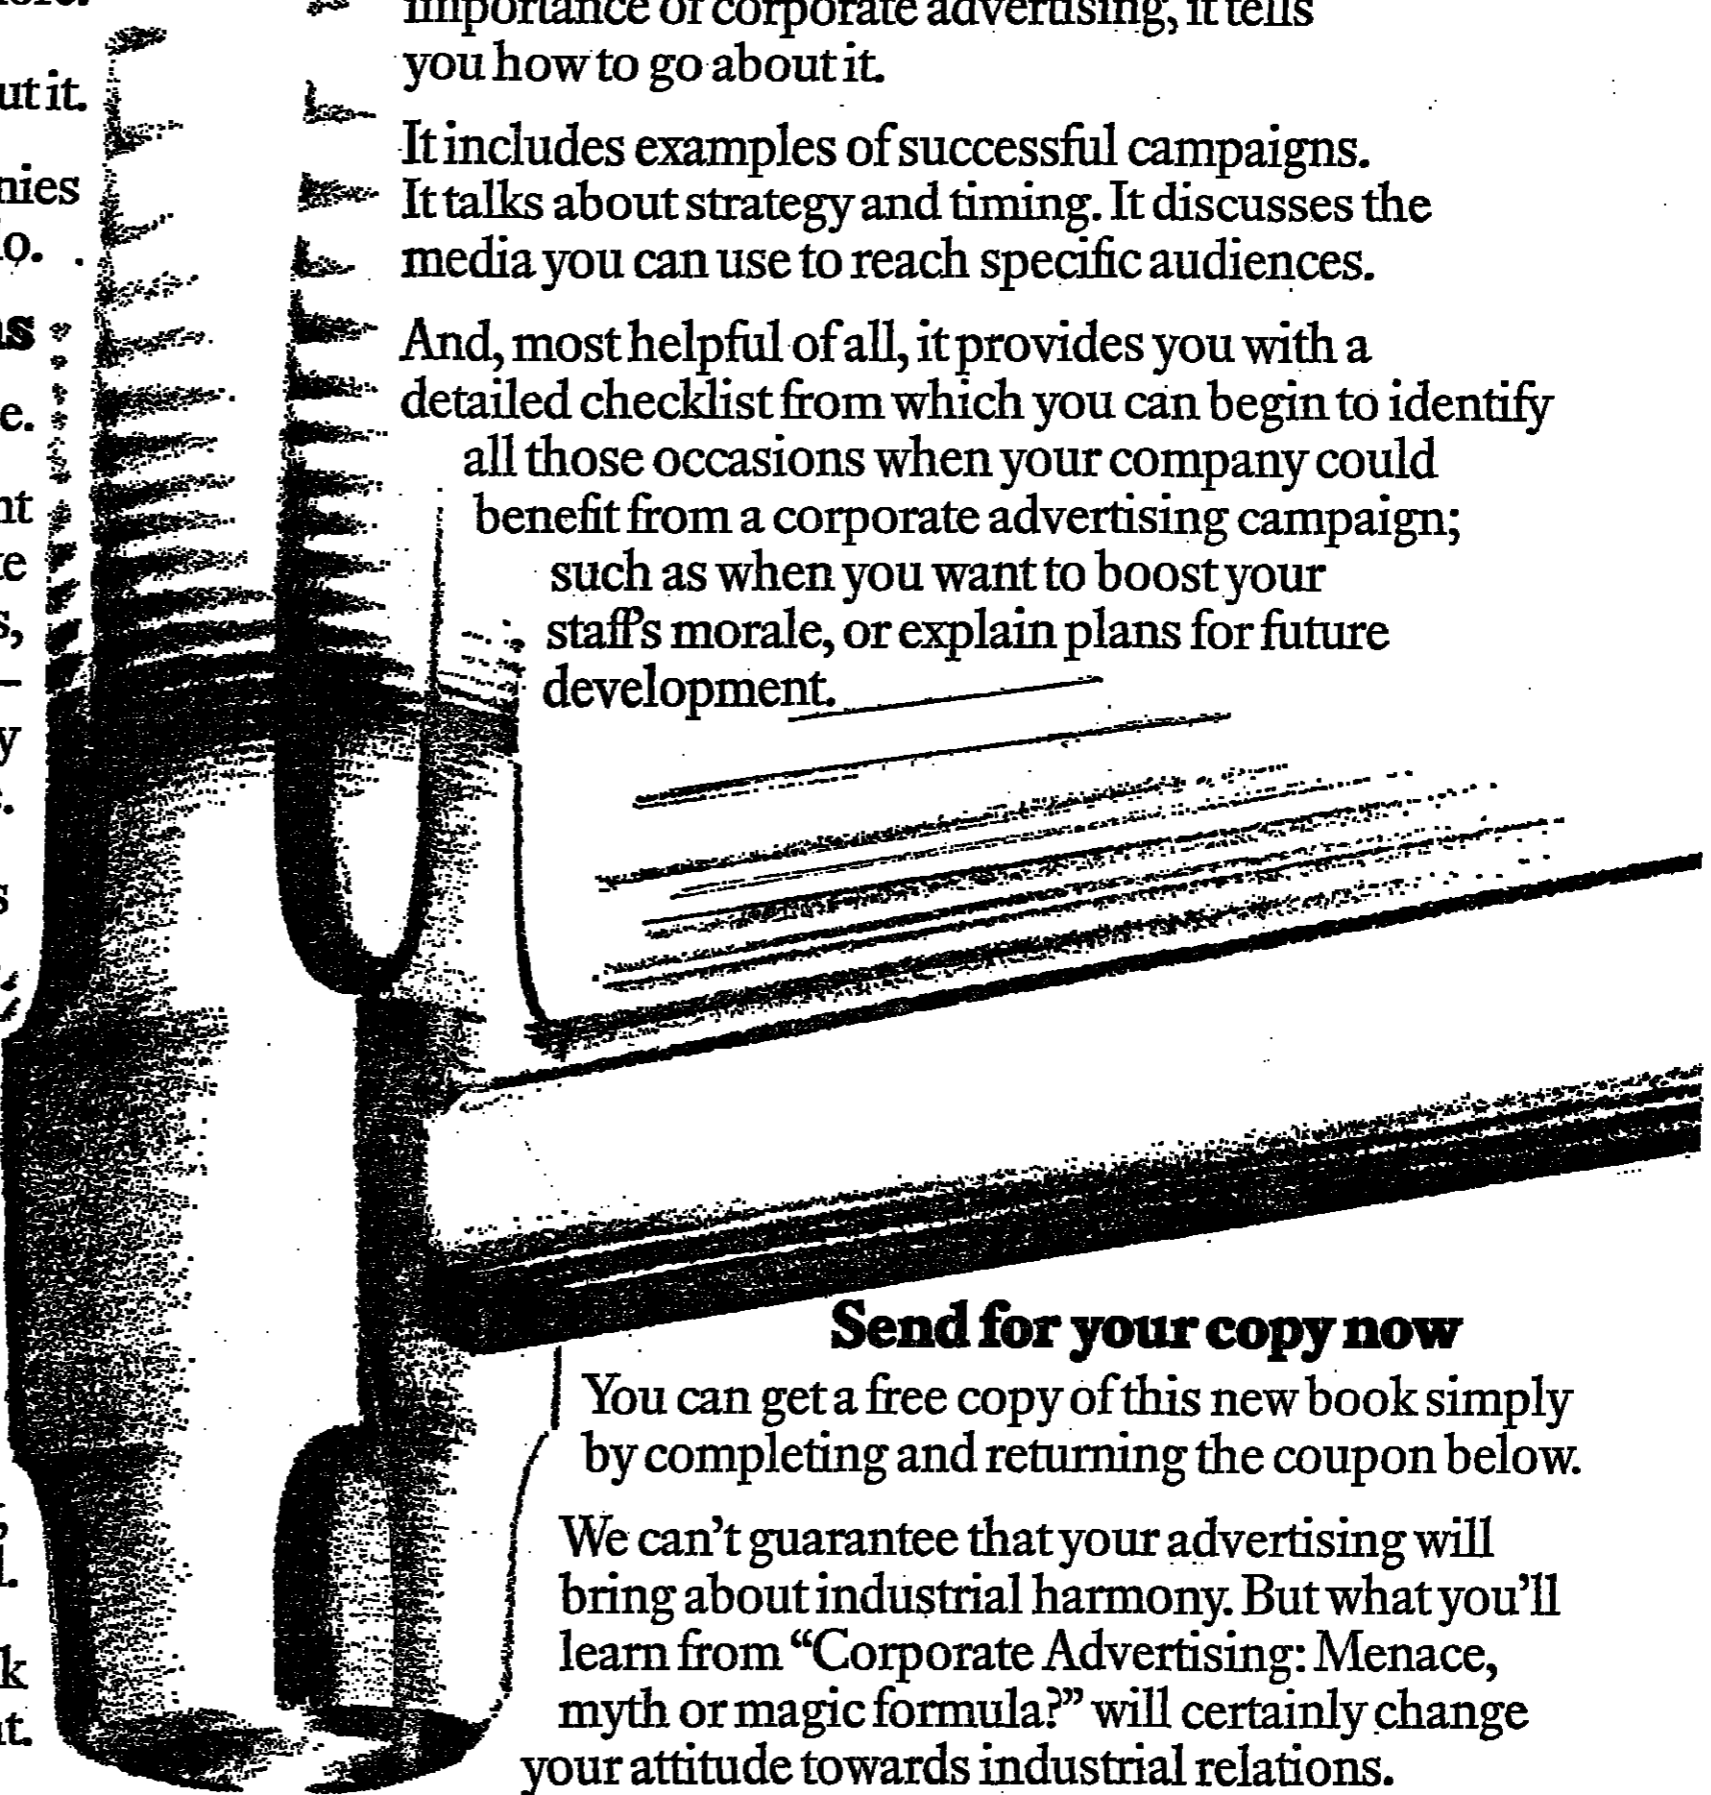 importance of corporate advertising, it tells
you how to go about it.
It includes examples of successful campaigns.
It talks about strategy and timing. It discusses the
media you can use to reach specific audiences.
And, most helpful of all, it provides you with a
detailed checklist from which you can begin to identify
all those occasions when your company could
benefit from a corporate advertising campaign;
such as when you want to boost your
staff's morale, or explain plans for future
development.
Send for your copy now
You can get a free copy of this new book simply
by completing and returning the coupon below.
We can't guarantee that your advertising will
bring about industrial harmony. But what you'll
learn from “Corporate Advertising: Menace,
myth or magic formula?” will certainly change
your attitude towards industrial relations.